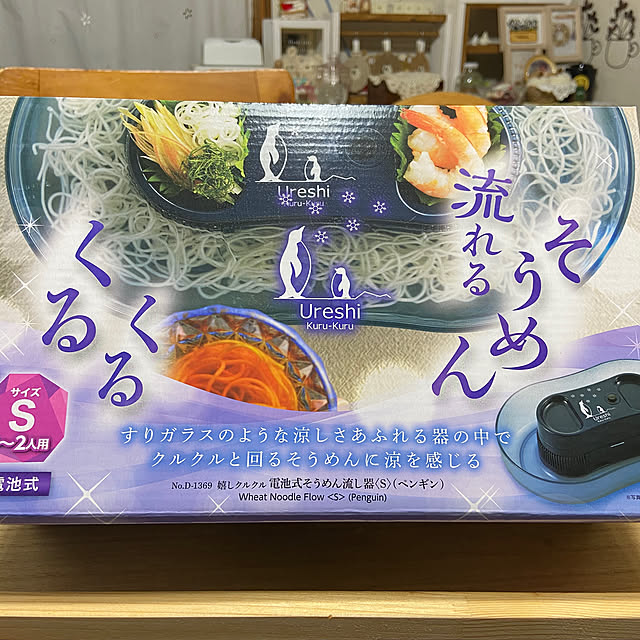 Ureshi
Kuru-Kuru
流れる
そうめん
くるくる
Ureshi
Kuru-Kuru
サイズ
S
～2人用
電池式
すりガラスのような涼しさあふれる器の中で
クルクルと回るそうめんに涼を感じる
No.D-1369 嬉しクルクル 電池式そうめん流し器〈S〉(ペンギン)
Wheat Noodle Flow <S> (Penguin)
Ureshi